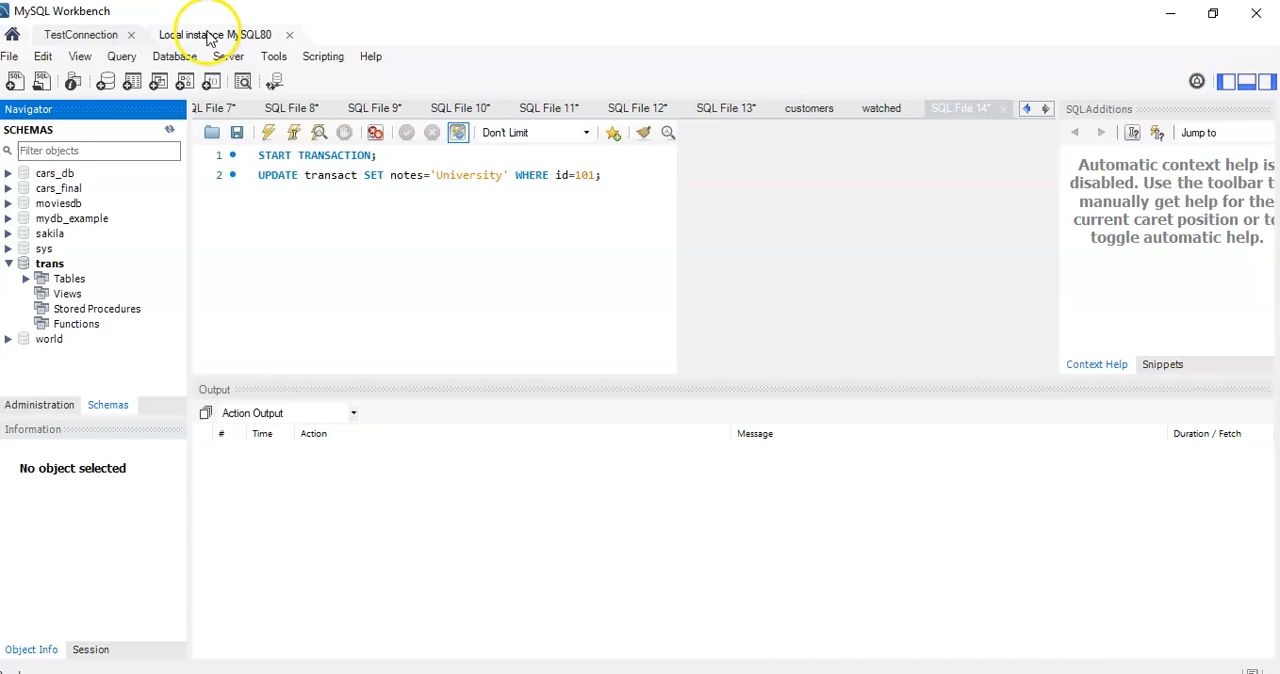 MySQL Workbench
TestConnection
Local instance MySQL80
File Edit View Query Database Server Tools Scripting Help
Navigator
SCHEMAS
Filter objects
cars_db
cars_final
moviesdb
mydb_example
sakila
sys
trans
Tables
Views
Stored Procedures
Functions
world
Administration Schemas
Information
No object selected
Object Info Session
QL File 7* SQL File 8* SQL File 9* SQL File 10* SQL File 11* SQL File 12* SQL File 13* customers watched SQL File 14*
Don't Limit
1 START TRANSACTION;
2 UPDATE transact SET notes='University' WHERE id=101;
SQLAdditions
Jump to
Automatic context help is
disabled. Use the toolbar t
manually get help for the
current caret position or to
toggle automatic help.
Context Help Snippets
Output
Action Output
# Time Action Message Duration / Fetch